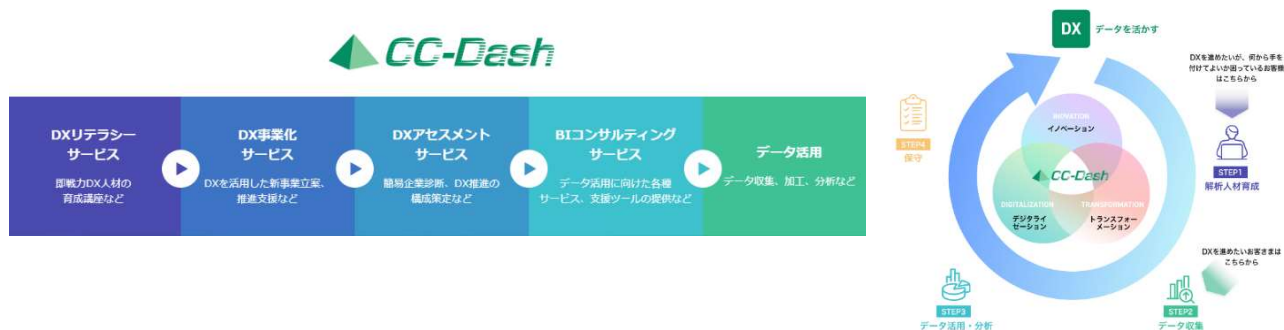 CC-Dash
DXリテラシー
サービス
即戦力DX人材の
育成講座など
DX事業化
サービス
DXを活用した新事業立案、
推進支援など
DXアセスメント
サービス
簡易企業診断、DX推進の
構成策定など
BIコンサルティング
サービス
データ活用に向けた各種
サービス、支援ツールの提供など
データ活用
データ収集、加工、分析など
DX
データを活かす
DXを進めたいが、何から手を
付けてよいか困っているお客様
はこちらから
STEP1
解析人材育成
DXを進めたいお客さまは
こちらから
STEP2
データ収集
STEP3
データ活用・分析
STEP4
保守
INOVATION
イノベーション
CC-Dash
DIGITALIZATION
デジタライ
ゼーション
TRANSFORMATION
トランスフォー
メーション